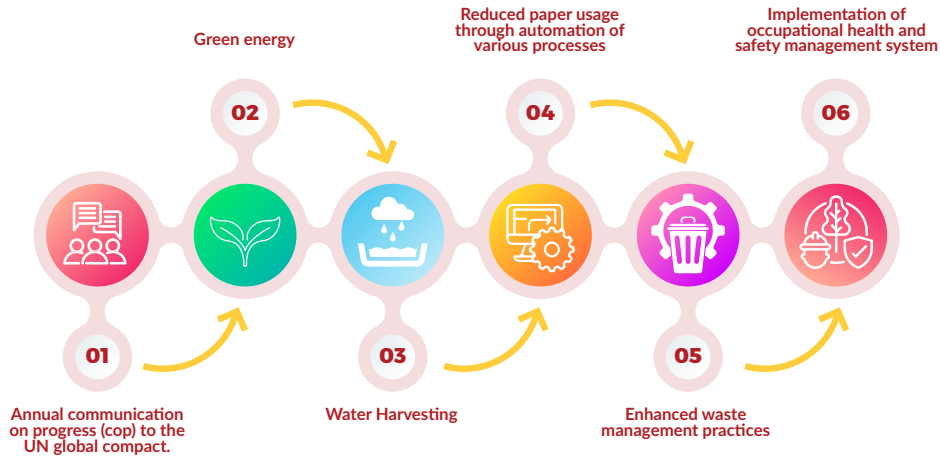 01
Annual communication
on progress (cop) to the
UN global compact.
Green energy
02
03
Water Harvesting
Reduced paper usage
through automation of
various processes
04
05
Enhanced waste
management practices
Implementation of
occupational health and
safety management system
06